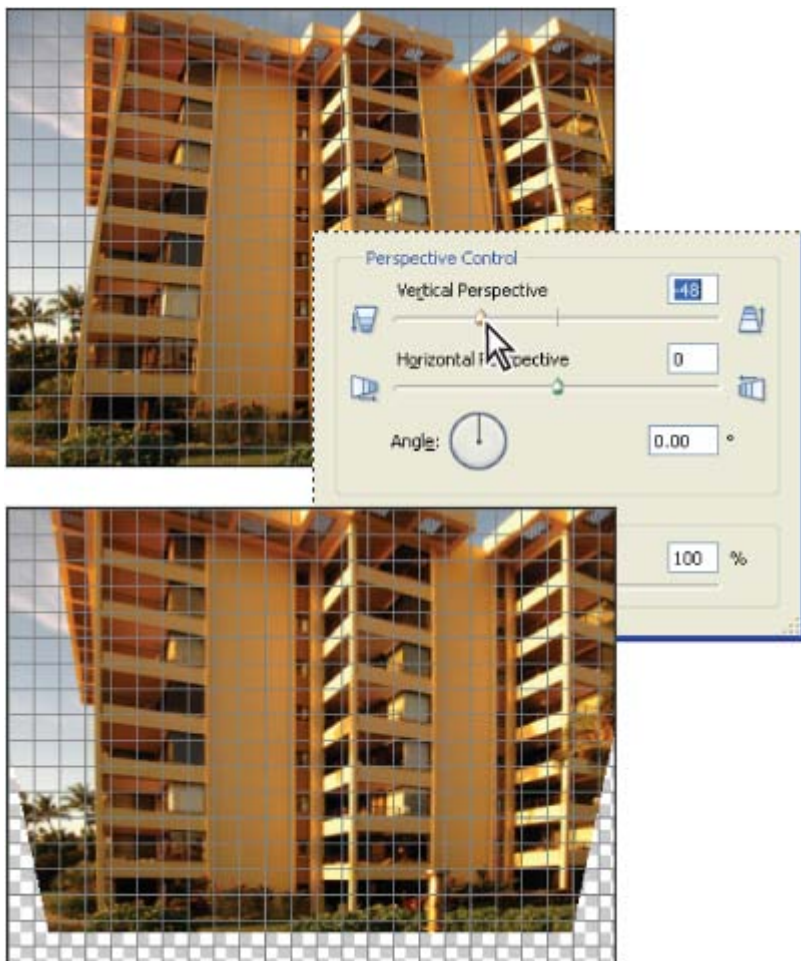 Perspective Control
Vertical Perspective
-48
Horizontal Perspective
0
Angle:
0.00 °
100 %